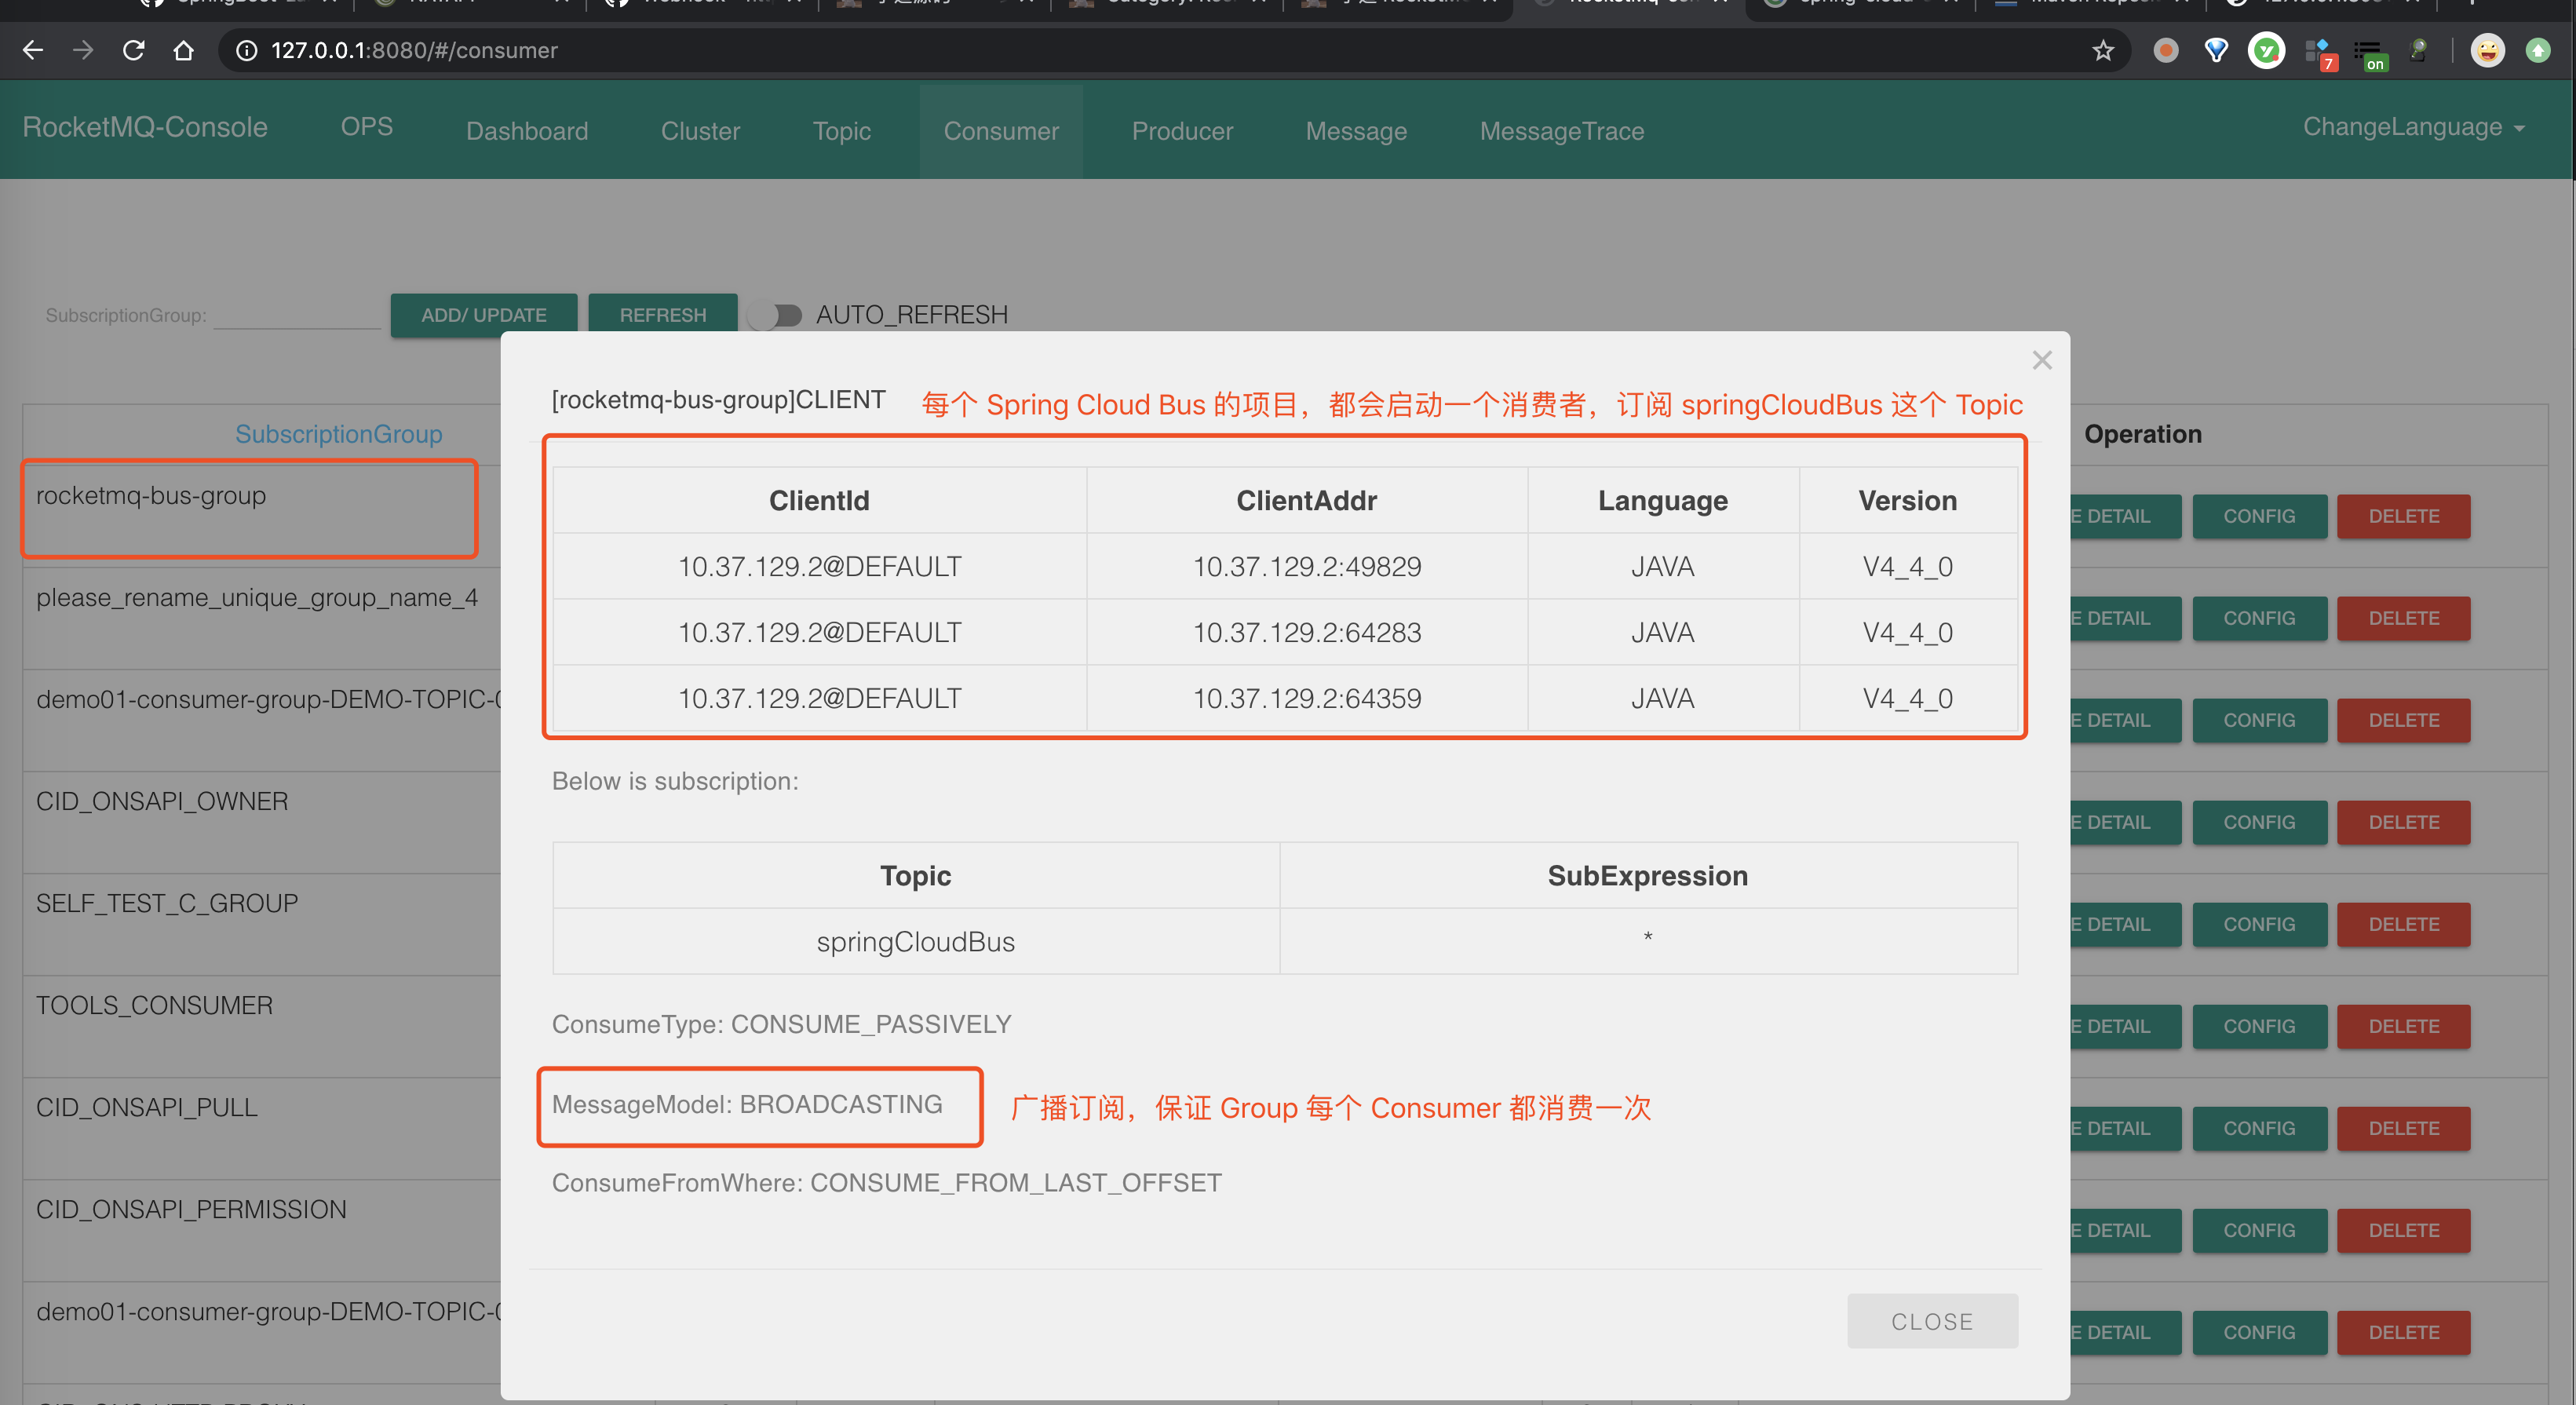 127.0.0.1:8080/#/consumer
7
on
RocketMQ-Console OPS Dashboard Cluster Topic Consumer Producer Message MessageTrace ChangeLanguage
SubscriptionGroup: ADD/ UPDATE REFRESH AUTO_REFRESH
[rocketmq-bus-group]CLIENT 每个 Spring Cloud Bus 的项目，都会启动一个消费者，订阅 springCloudBus 这个 Topic
SubscriptionGroup Operation
rocketmq-bus-group
ClientId ClientAddr Language Version
E DETAIL CONFIG DELETE
10.37.129.2@DEFAULT 10.37.129.2:49829 JAVA V4_4_0
please_rename_unique_group_name_4
E DETAIL CONFIG DELETE
10.37.129.2@DEFAULT 10.37.129.2:64283 JAVA V4_4_0
10.37.129.2@DEFAULT 10.37.129.2:64359 JAVA V4_4_0
demo01-consumer-group-DEMO-TOPIC-
E DETAIL CONFIG DELETE
Below is subscription:
CID_ONSAPI_OWNER
E DETAIL CONFIG DELETE
Topic SubExpression
SELF_TEST_C_GROUP
E DETAIL CONFIG DELETE
springCloudBus *
TOOLS_CONSUMER
ConsumeType: CONSUME_PASSIVELY
E DETAIL CONFIG DELETE
MessageModel: BROADCASTING 广播订阅，保证 Group 每个 Consumer 都消费一次
CID_ONSAPI_PULL
E DETAIL CONFIG DELETE
ConsumeFromWhere: CONSUME_FROM_LAST_OFFSET
CID_ONSAPI_PERMISSION
E DETAIL CONFIG DELETE
demo01-consumer-group-DEMO-TOPIC-
CLOSE
E DETAIL CONFIG DELETE